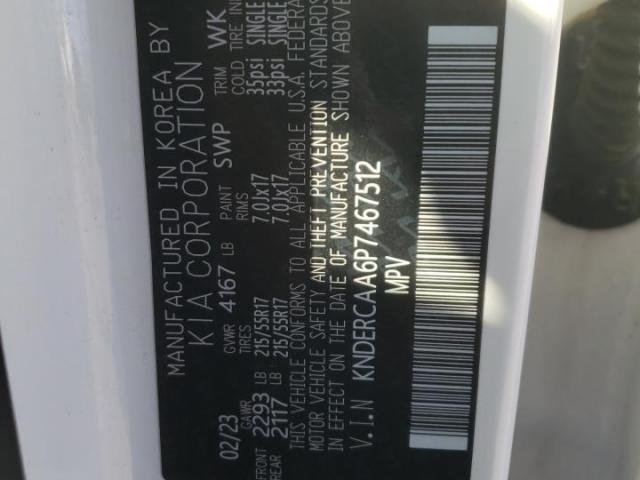 MANUFACTURED IN KOREA BY
KIA CORPORATION
02/23 GVWR 4167 LB PAINT SWP TRIM WK
GAWR TIRES RIMS COLD TIRE IN
FRONT 2293 LB 215/55R17 7.0JX17 35psi SINGLE
REAR 2117 LB 215/55R17 7.0JX17 33psi SINGLE
THIS VEHICLE CONFORMS TO ALL APPLICABLE U.S.A. FEDERA
MOTOR VEHICLE SAFETY AND THEFT PREVENTION STANDARDS
IN EFFECT ON THE DATE OF MANUFACTURE SHOWN ABOVE
V.I.N KNDERCAA6P7467512
MPV